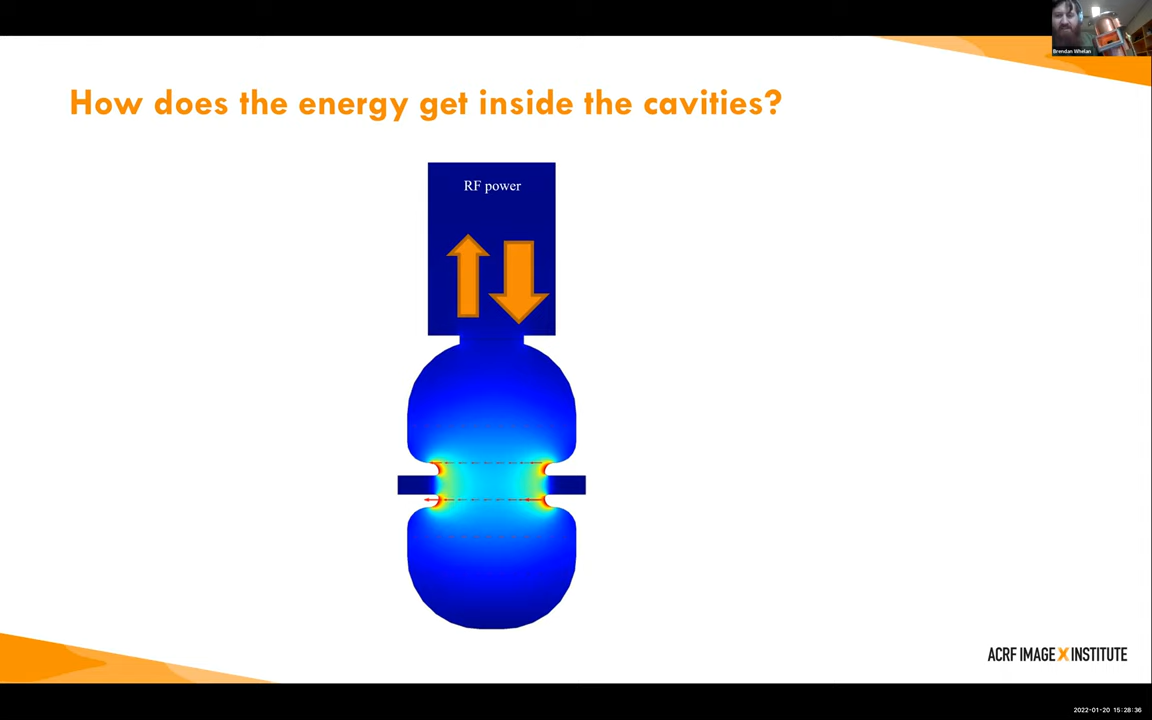 Brendan Whelan
How does the energy get inside the cavities?
RF power
ACRF IMAGE X INSTITUTE
2022-01-20 15:28:36